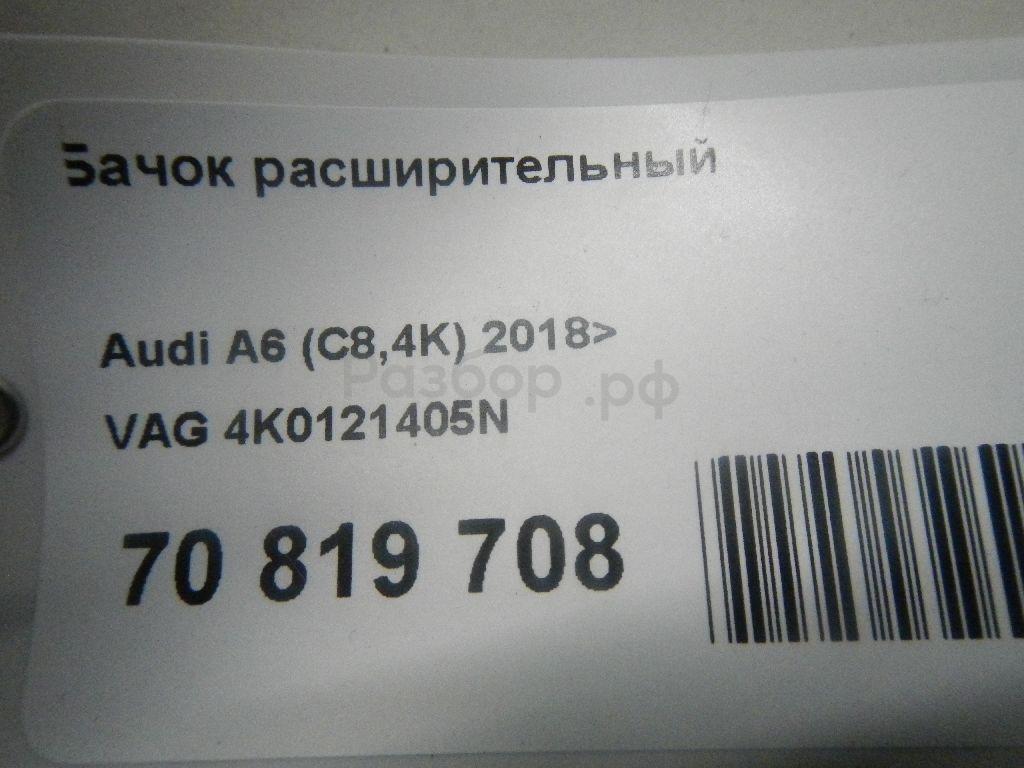 Бачок расширительный
Audi A6 (C8,4K) 2018>
Разбор.рф
VAG 4K0121405N
70 819 708